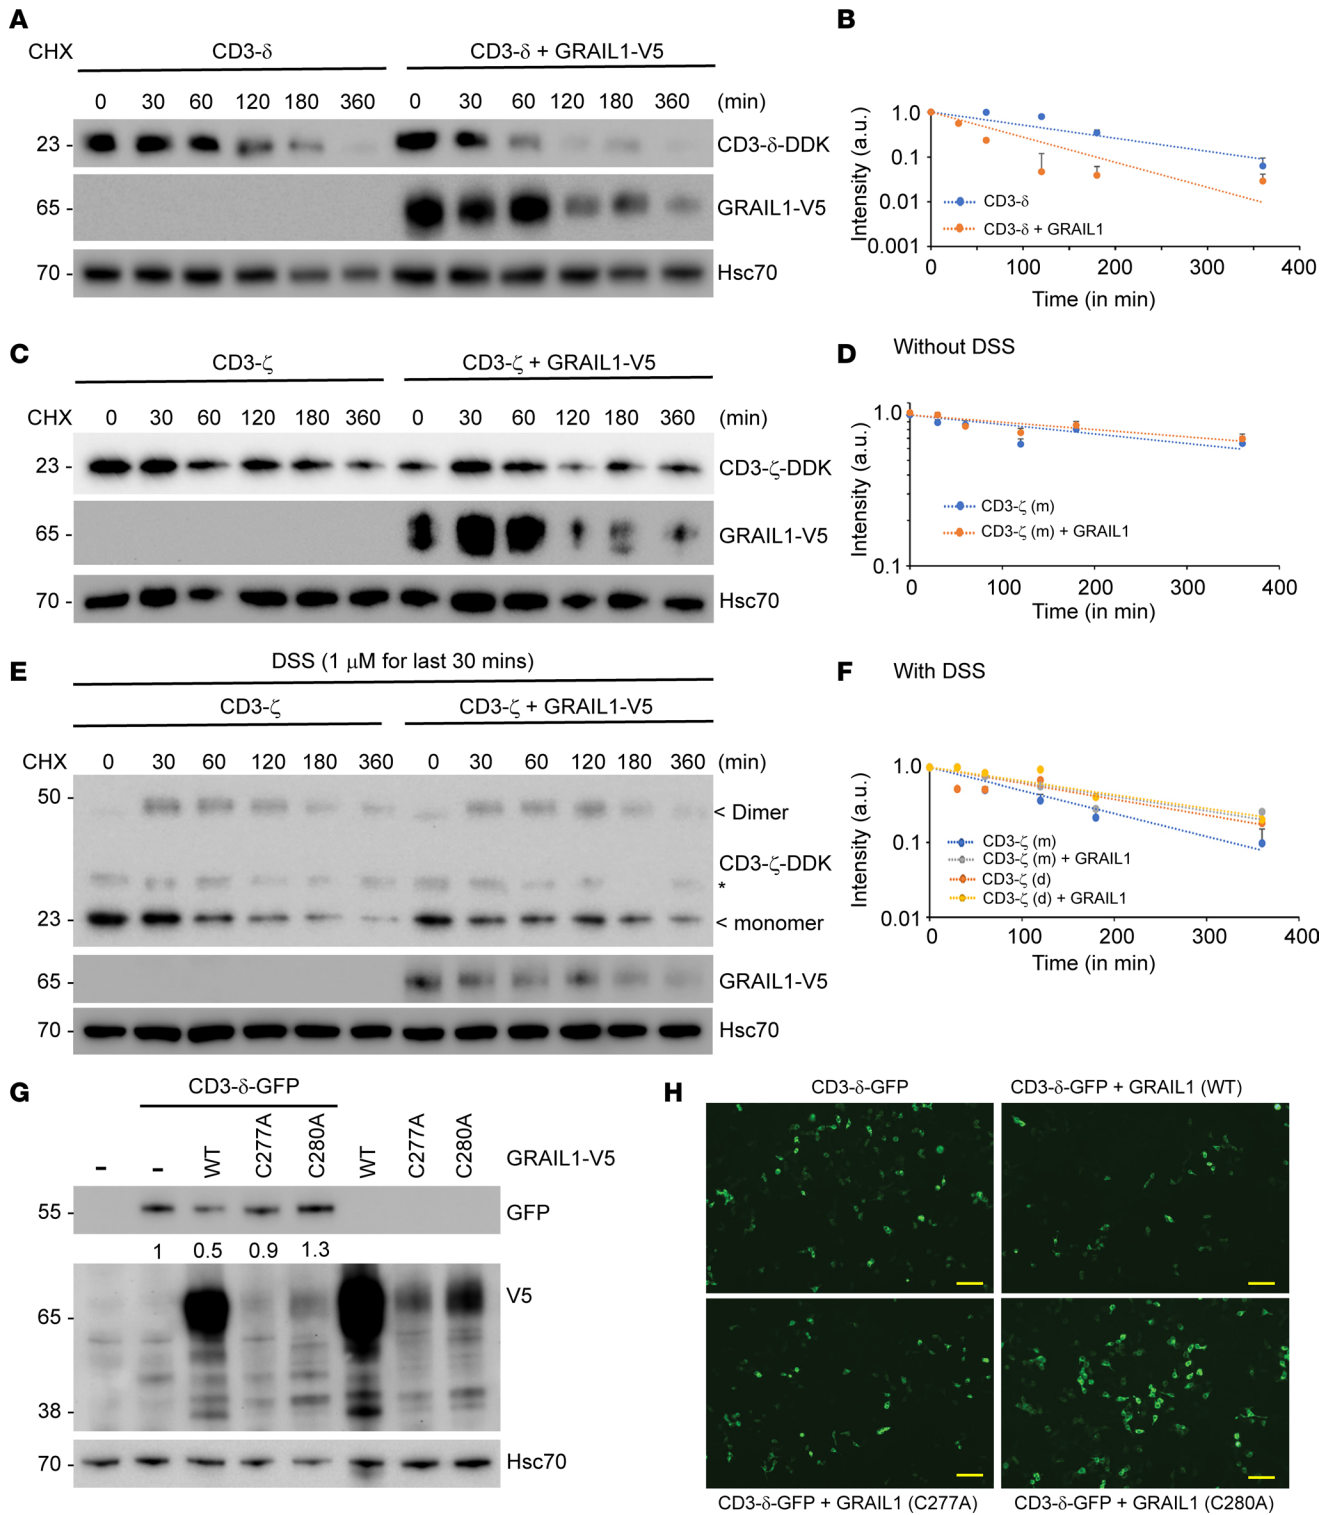 A
CHX
CD3-δ
CD3-δ + GRAIL1-V5
0 30 60 120 180 360 0 30 60 120 180 360 (min)
23 - CD3-δ-DDK
65 - GRAIL1-V5
70 - Hsc70
B
Intensity (a.u.)
1.0
0.1
0.01
0.001
CD3-δ
CD3-δ + GRAIL1
0 100 200 300 400
Time (in min)
C
CD3-ζ
CD3-ζ + GRAIL1-V5
CHX 0 30 60 120 180 360 0 30 60 120 180 360 (min)
23 - CD3-ζ-DDK
65 - GRAIL1-V5
70 - Hsc70
D
Without DSS
Intensity (a.u.)
1.0
0.1
CD3-ζ (m)
CD3-ζ (m) + GRAIL1
0 100 200 300 400
Time (in min)
E
DSS (1 μM for last 30 mins)
CD3-ζ
CD3-ζ + GRAIL1-V5
CHX 0 30 60 120 180 360 0 30 60 120 180 360 (min)
50 -
< Dimer
CD3-ζ-DDK
*
23 - < monomer
65 - GRAIL1-V5
70 - Hsc70
F
With DSS
Intensity (a.u.)
1.0
0.1
0.01
CD3-ζ (m)
CD3-ζ (m) + GRAIL1
CD3-ζ (d)
CD3-ζ (d) + GRAIL1
0 100 200 300 400
Time (in min)
G
CD3-δ-GFP
- - WT C277A C280A WT C277A C280A GRAIL1-V5
55 - GFP
1 0.5 0.9 1.3
V5
65 -
38 -
70 - Hsc70
H
CD3-δ-GFP
CD3-δ-GFP + GRAIL1 (WT)
CD3-δ-GFP + GRAIL1 (C277A)
CD3-δ-GFP + GRAIL1 (C280A)